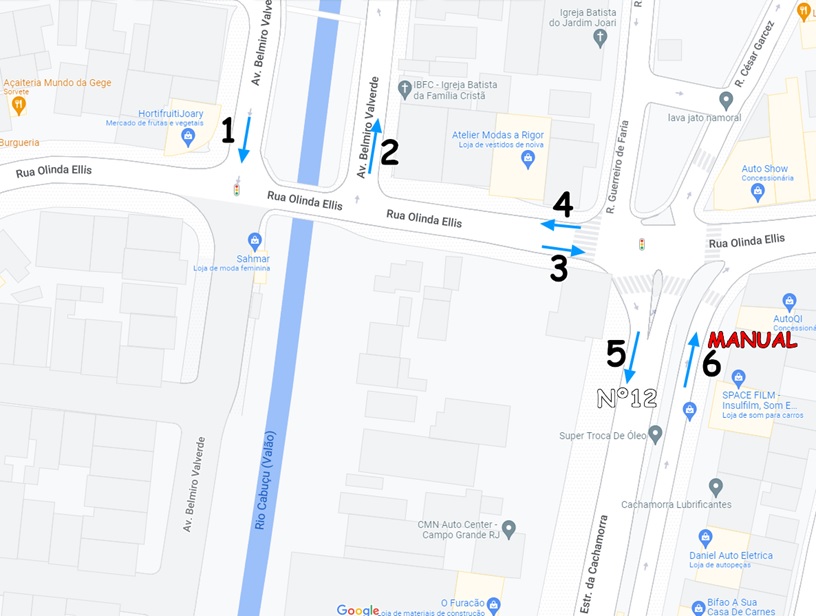 Igreja Batista
do Jardim Joari
Av. Belmiro Valve
R. César Garcez
Açaiteria Mundo da Gege
Sorvete
IBFC - Igreja Batista
da Família Cristã
HortifrutiJoary
Mercado de frutas e vegetais
lava jato namoral
1
Burgueria
Av. Belmiro Valverde
2
Atelier Modas a Rigor
Loja de vestidos de noiva
R. Guerreiro de Faria
Auto Show
Concessionária
Rua Olinda Ellis
Rua Olinda Ellis
Rua Olinda Ellis
4
3
Rua Olinda Ellis
Sahmar
Loja de moda feminina
AutoQI
Concessioná
MANUAL
5
6
Nº12
SPACE FILM -
Insulfilm, Som E...
Loja de som para carros
Super Troca De Óleo
Av. Belmiro Valverde
Rio Cabuçu (Valão)
Cachamorra Lubrificantes
CMN Auto Center -
Campo Grande RJ
Estr. da Cachamorra
Daniel Auto Eletrica
Loja de autopeças
O Furacão
Loja de materiais de construção
Google
Bifao A Sua
Casa De Carnes